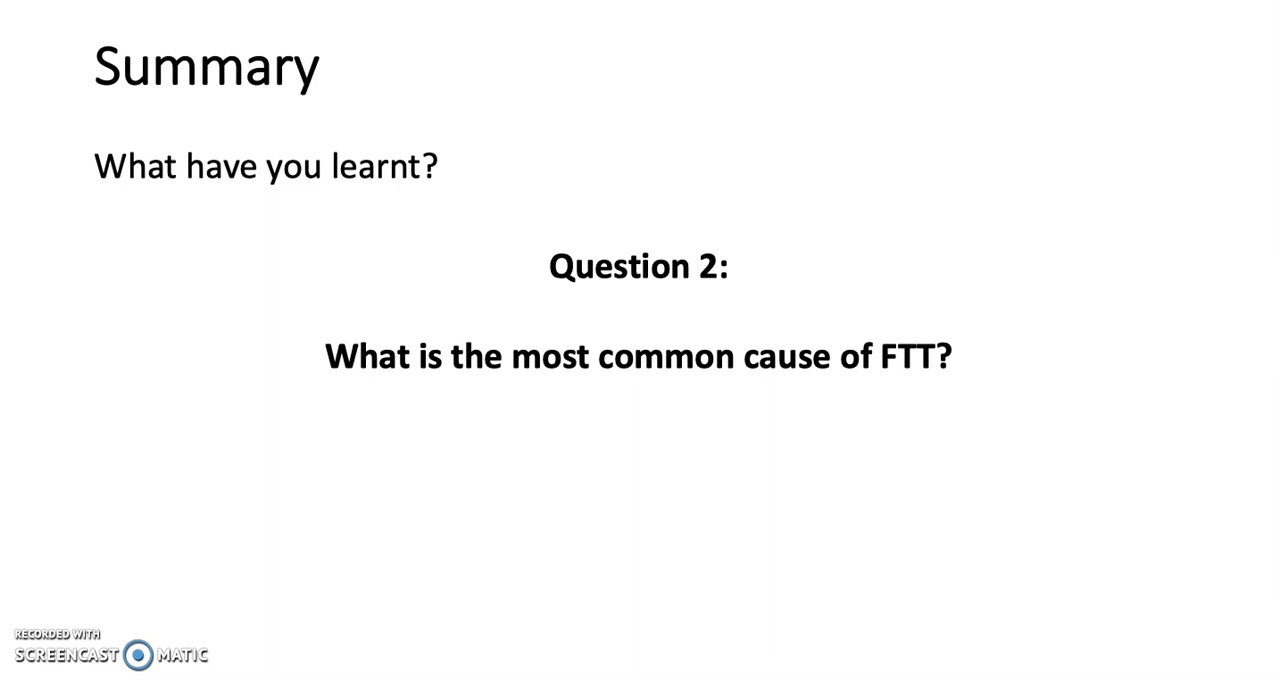 Summary
What have you learnt?
Question 2:
What is the most common cause of FTT?
RECORDED WITH
SCREENCAST MATIC